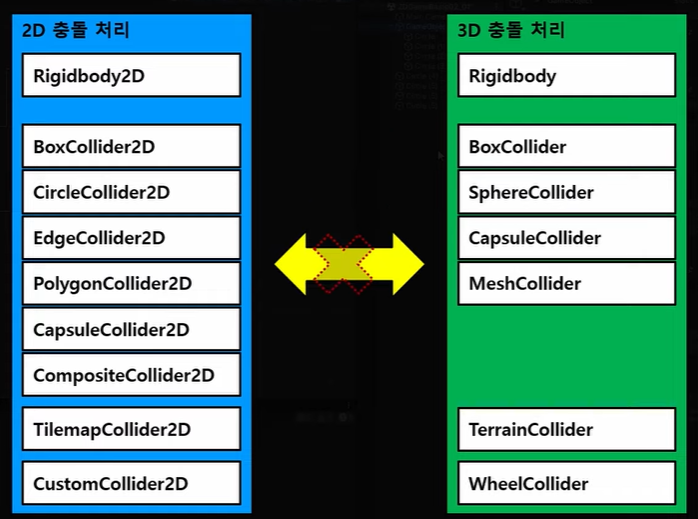 2D 충돌 처리
Rigidbody2D
BoxCollider2D
CircleCollider2D
EdgeCollider2D
PolygonCollider2D
CapsuleCollider2D
CompositeCollider2D
TilemapCollider2D
CustomCollider2D
3D 충돌 처리
Rigidbody
BoxCollider
SphereCollider
CapsuleCollider
MeshCollider
TerrainCollider
WheelCollider